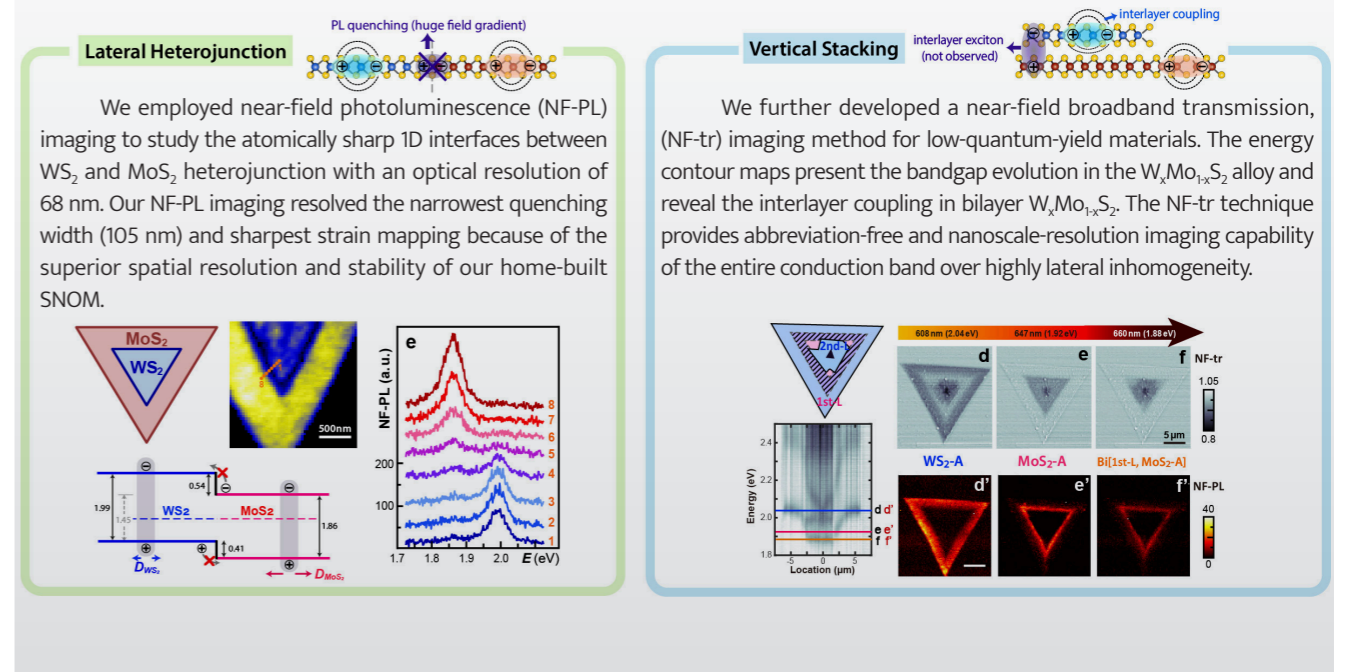 PL quenching (huge field gradient)
Lateral Heterojunction
We employed near-field photoluminescence (NF-PL)
imaging to study the atomically sharp 1D interfaces between
WS₂ and MoS₂ heterojunction with an optical resolution of
68 nm. Our NF-PL imaging resolved the narrowest quenching
width (105 nm) and sharpest strain mapping because of the
superior spatial resolution and stability of our home-built
SNOM.
MoS₂
WS₂
500nm
e
NF-PL (a.u.)
200
100
8
7
6
5
4
3
2
1
1.7 1.8 1.9 2.0 E (eV)
0.54
1.99
1.45
WS₂
MoS₂
1.86
0.41
D WS₂
D MoS₂
interlayer coupling
interlayer exciton
(not observed)
Vertical Stacking
We further developed a near-field broadband transmission,
(NF-tr) imaging method for low-quantum-yield materials. The energy
contour maps present the bandgap evolution in the WₓMo₁₋ₓS₂ alloy and
reveal the interlayer coupling in bilayer WₓMo₁₋ₓS₂. The NF-tr technique
provides abbreviation-free and nanoscale-resolution imaging capability
of the entire conduction band over highly lateral inhomogeneity.
2nd-L
1st-L
608 nm (2.04 eV) 647 nm (1.92 eV) 660 nm (1.88 eV)
d e f NF-tr
1.05
0.8
5 µm
WS₂-A MoS₂-A Bi[1st-L, MoS₂-A]
d' e' f' NF-PL
40
0
Energy (eV)
2.4
2.2
2.0
1.8
d d'
e e'
f f'
-5 0 5
Location (µm)